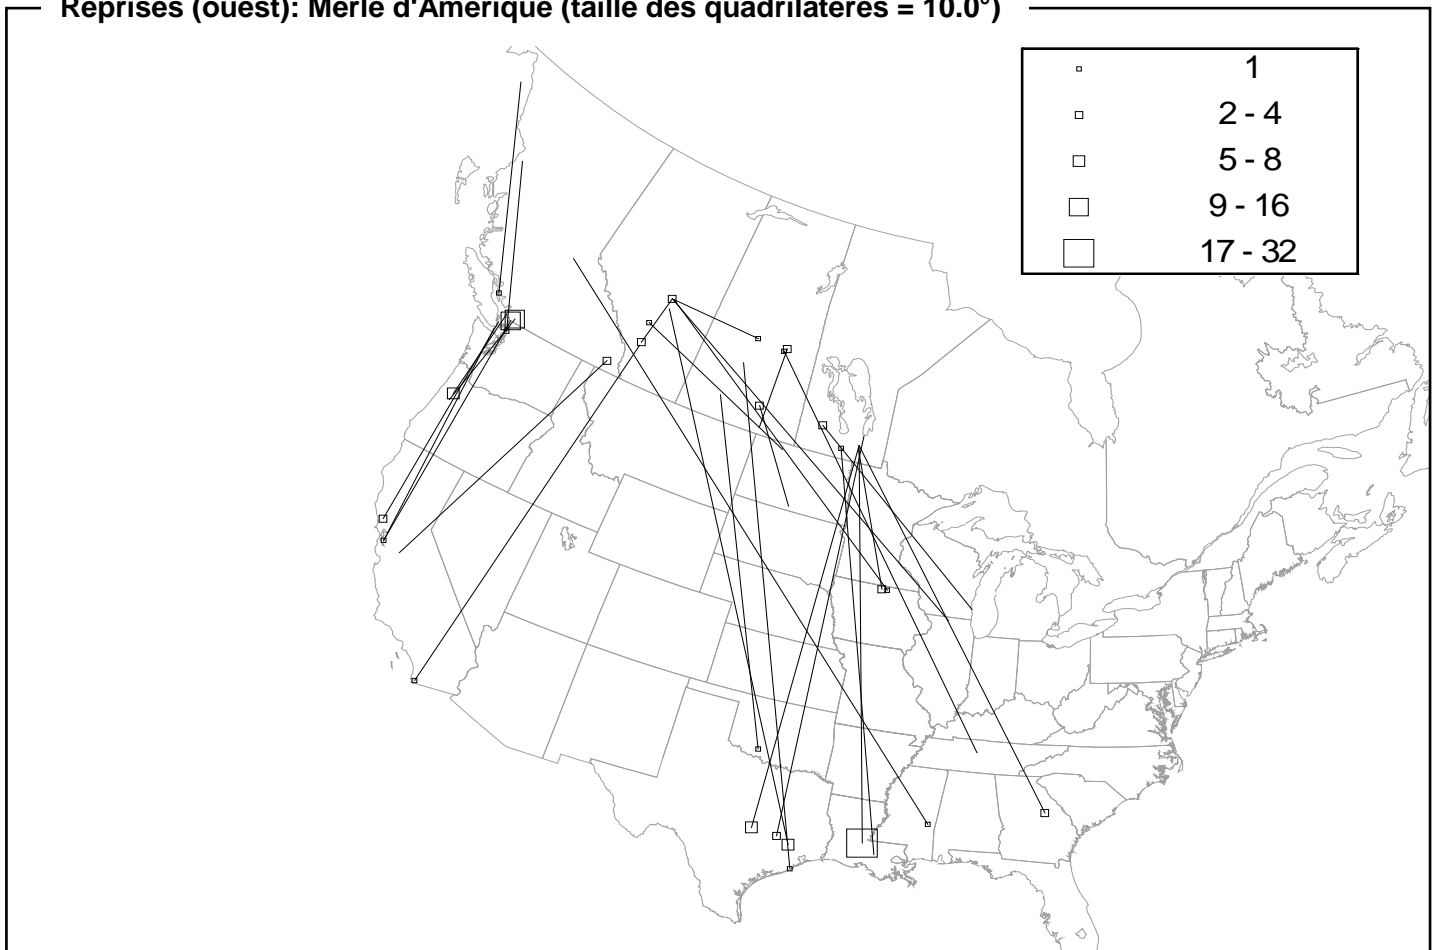 Reprises (ouest): Merle d'Amérique (taille des quadrilatères = 10.0°)
1
2 - 4
5 - 8
9 - 16
17 - 32